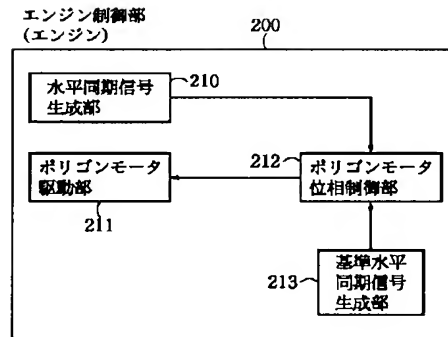 エンジン制御部
(エンジン)
200
水平同期信号
生成部
210
ポリゴンモータ
駆動部
211
212
ポリゴンモータ
位相制御部
213
基準水平
同期信号
生成部